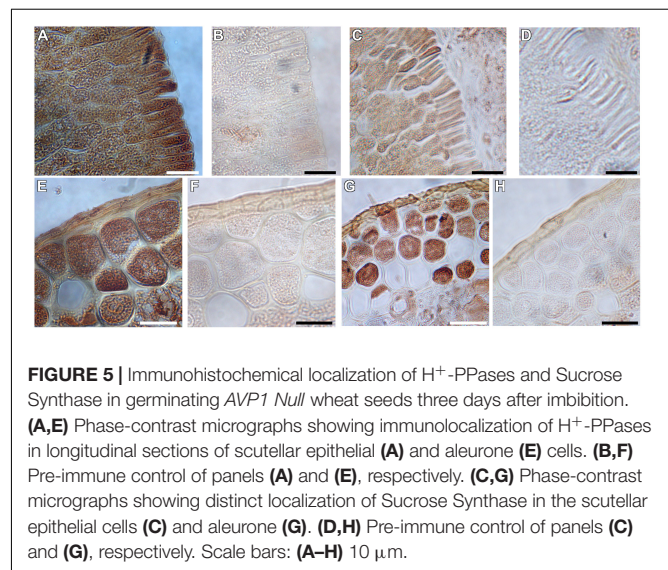 A B C D
E F G H
FIGURE 5 | Immunohistochemical localization of H+-PPases and Sucrose
Synthase in germinating AVP1 Null wheat seeds three days after imbibition.
(A,E) Phase-contrast micrographs showing immunolocalization of H+-PPases
in longitudinal sections of scutellar epithelial (A) and aleurone (E) cells. (B,F)
Pre-immune control of panels (A) and (E), respectively. (C,G) Phase-contrast
micrographs showing distinct localization of Sucrose Synthase in the scutellar
epithelial cells (C) and aleurone (G). (D,H) Pre-immune control of panels (C)
and (G), respectively. Scale bars: (A–H) 10 μm.